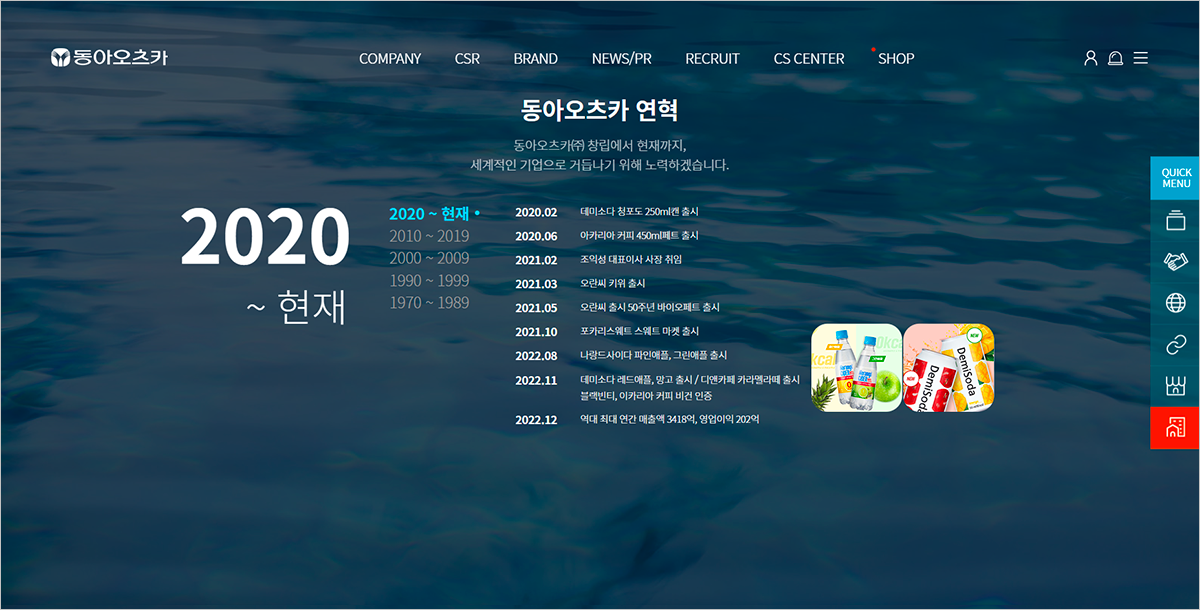 동아오츠카
COMPANY CSR BRAND NEWS/PR RECRUIT CS CENTER SHOP
동아오츠카 연혁
동아오츠카㈜ 창립에서 현재까지,
세계적인 기업으로 거듭나기 위해 노력하겠습니다.
QUICK
MENU
2020
~ 현재
2020 ~ 현재
2010 ~ 2019
2000 ~ 2009
1990 ~ 1999
1970 ~ 1989
2020.02 데미소다 청포도 250ml캔 출시
2020.06 아카리아 커피 450ml페트 출시
2021.02 조익성 대표이사 사장 취임
2021.03 오란씨 키위 출시
2021.05 오란씨 출시 50주년 바이오페트 출시
2021.10 포카리스웨트 스웨트 마켓 출시
2022.08 나랑드사이다 파인애플, 그린애플 출시
2022.11 데미소다 레드애플, 망고 출시 / 디앤카페 카라멜라떼 출시
블랙빈티, 이카리아 커피 비건 인증
2022.12 역대 최대 연간 매출액 3418억, 영업이익 202억
DemiSoda
DemiSoda
NEW
NEW